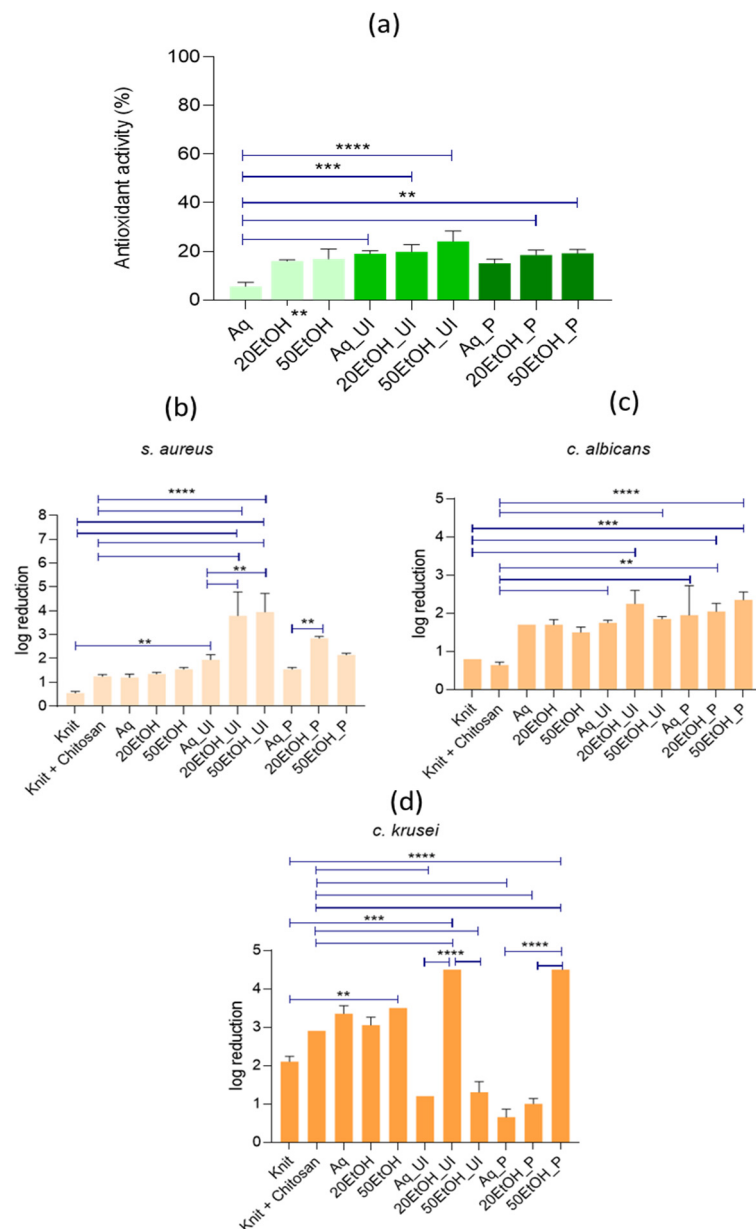 (a)
Antioxidant activity (%)
100
80
60
40
20
0
****
***
**
Aq
20EtOH**
50EtOH
Aq_UI
20EtOH_UI
50EtOH_UI
Aq_P
20EtOH_P
50EtOH_P
(b)
s. aureus
log reduction
8
7
6
5
4
3
2
1
0
****
**
**
**
Knit
Knit + Chitosan
Aq
20EtOH
50EtOH
Aq_UI
20EtOH_UI
50EtOH_UI
Aq_P
20EtOH_P
50EtOH_P
(c)
c. albicans
log reduction
5
4
3
2
1
0
****
***
**
Knit
Knit + Chitosan
Aq
20EtOH
50EtOH
Aq_UI
20EtOH_UI
50EtOH_UI
Aq_P
20EtOH_P
50EtOH_P
(d)
c. krusei
log reduction
5
4
3
2
1
0
****
***
****
****
**
Knit
Knit + Chitosan
Aq
20EtOH
50EtOH
Aq_UI
20EtOH_UI
50EtOH_UI
Aq_P
20EtOH_P
50EtOH_P